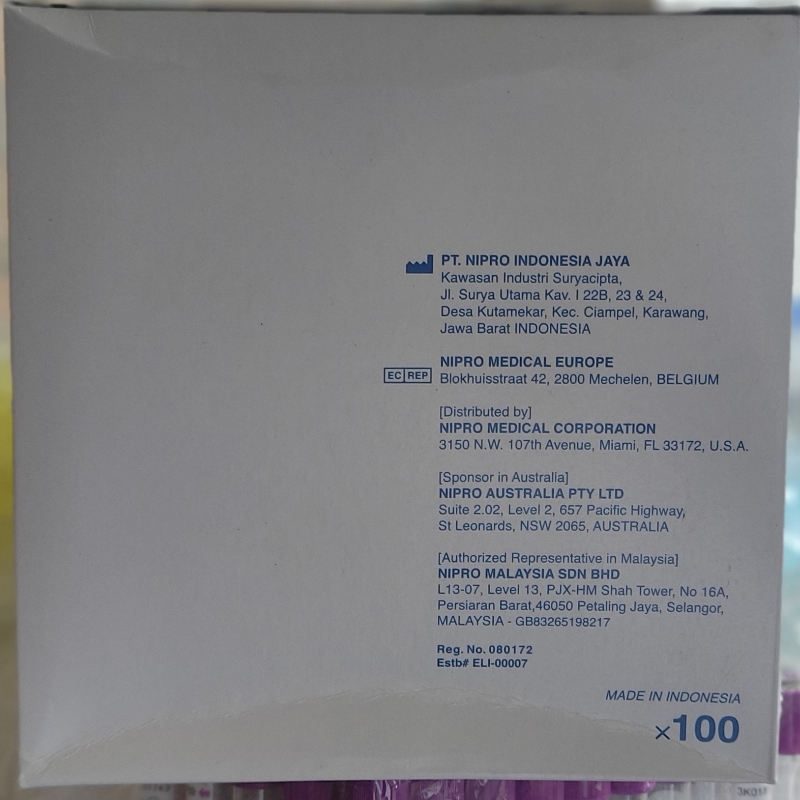 PT. NIPRO INDONESIA JAYA
Kawasan Industri Suryacipta,
Jl. Surya Utama Kav. I 22B, 23 & 24,
Desa Kutamekar, Kec. Ciampel, Karawang,
Jawa Barat INDONESIA
NIPRO MEDICAL EUROPE
EC REP Blokhuisstraat 42, 2800 Mechelen, BELGIUM
[Distributed by]
NIPRO MEDICAL CORPORATION
3150 N.W. 107th Avenue, Miami, FL 33172, U.S.A.
[Sponsor in Australia]
NIPRO AUSTRALIA PTY LTD
Suite 2.02, Level 2, 657 Pacific Highway,
St Leonards, NSW 2065, AUSTRALIA
[Authorized Representative in Malaysia]
NIPRO MALAYSIA SDN BHD
L13-07, Level 13, PJX-HM Shah Tower, No 16A,
Persiaran Barat,46050 Petaling Jaya, Selangor,
MALAYSIA - GB83265198217
Reg. No. 080172
Estb# ELI-00007
MADE IN INDONESIA
×100